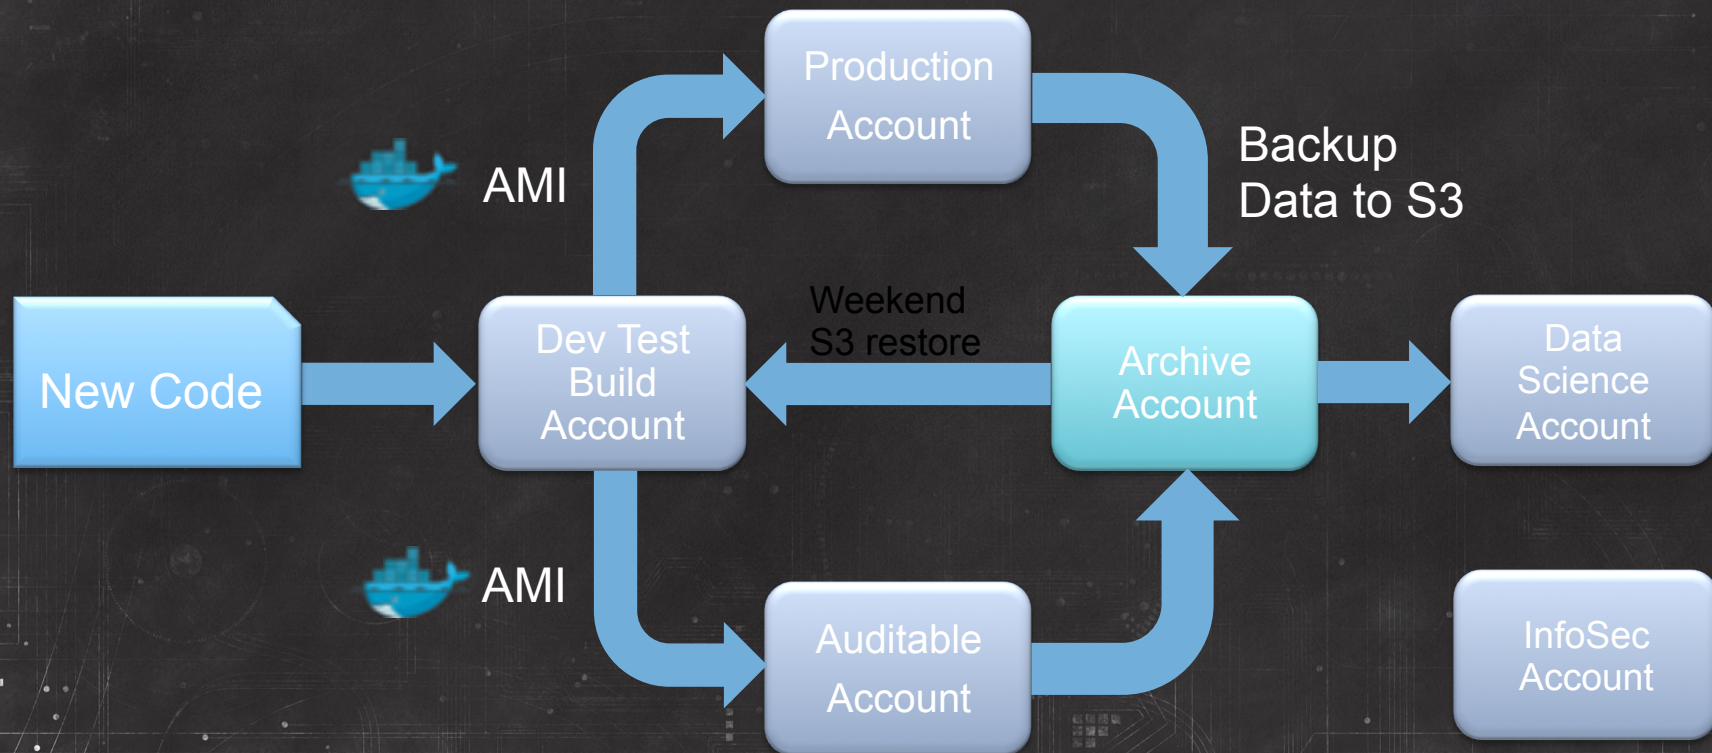 Production
Account
AMI
Backup
Data to S3
New Code
Dev Test
Build
Account
Weekend
S3 restore
Archive
Account
Data
Science
Account
AMI
Auditable
Account
InfoSec
Account